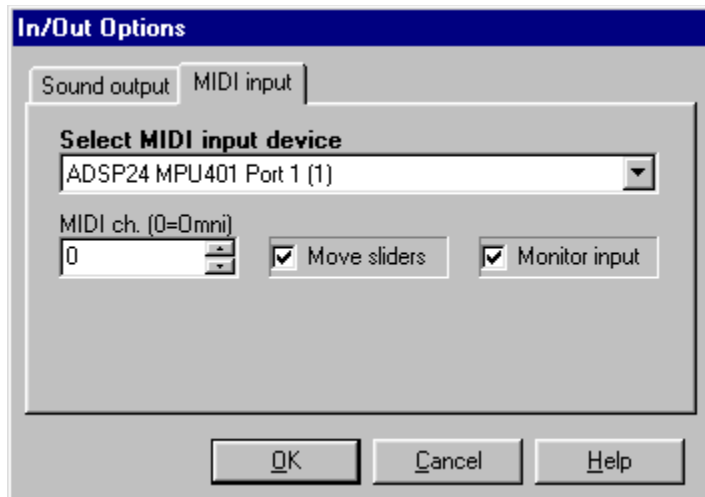 In/Out Options
Sound output MIDI input
Select MIDI input device
ADSP24 MPU401 Port 1 (1)
MIDI ch. (0=Omni)
0 Move sliders Monitor input
OK Cancel Help